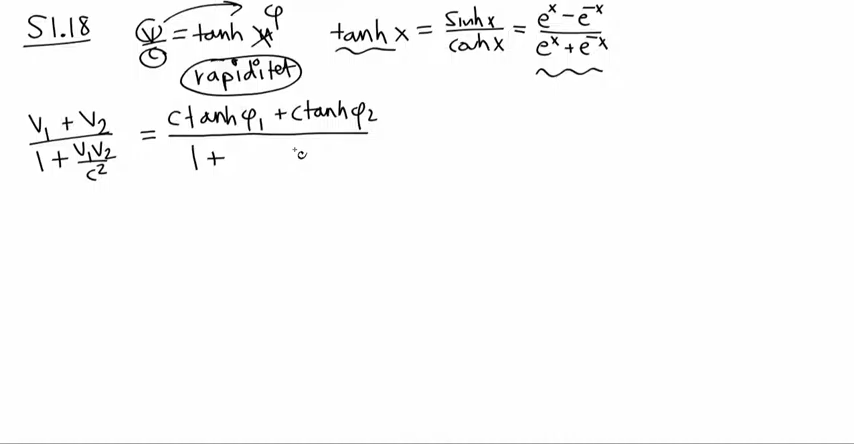 S1.18 v/c = tanh φ tanh x = sinh x / cosh x = e^x − e^-x / e^x + e^-x
rapiditet
v₁ + v₂ / 1 + v₁v₂/c² = c tanh φ₁ + c tanh φ₂ / 1 +